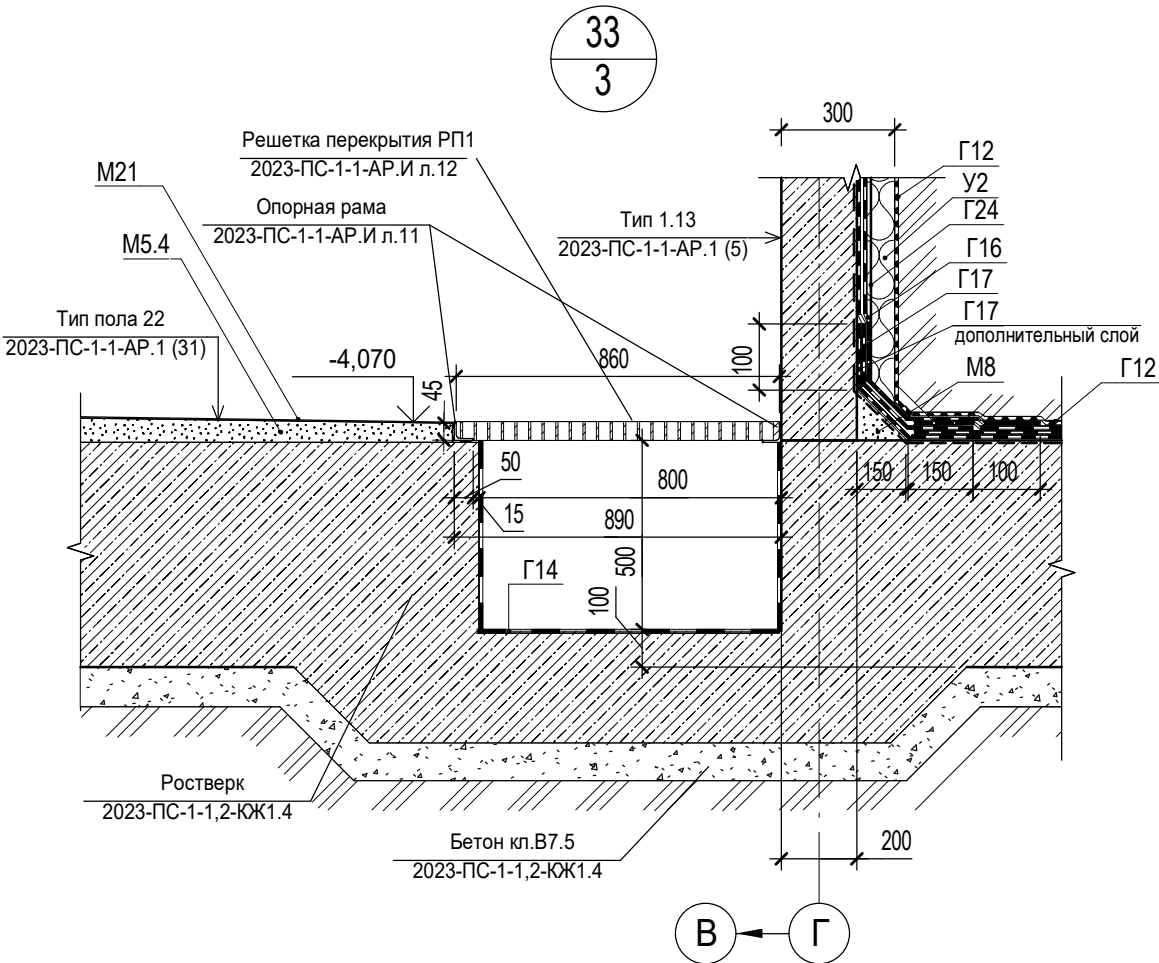 33
3
300
Решетка перекрытия РП1
2023-ПС-1-1-АР.И л.12
М21
Опорная рама
2023-ПС-1-1-АР.И л.11
М5.4
Тип 1.13
2023-ПС-1-1-АР.1 (5)
Г12
У2
Г24
Г16
Г17
Г17
дополнительный слой
М8
Г12
Тип пола 22
2023-ПС-1-1-АР.1 (31)
-4,070
45
860
100
50
800
150
150
100
15
890
500
Г14
100
Ростверк
2023-ПС-1-1,2-КЖ1.4
Бетон кл.В7.5
2023-ПС-1-1,2-КЖ1.4
200
В
Г